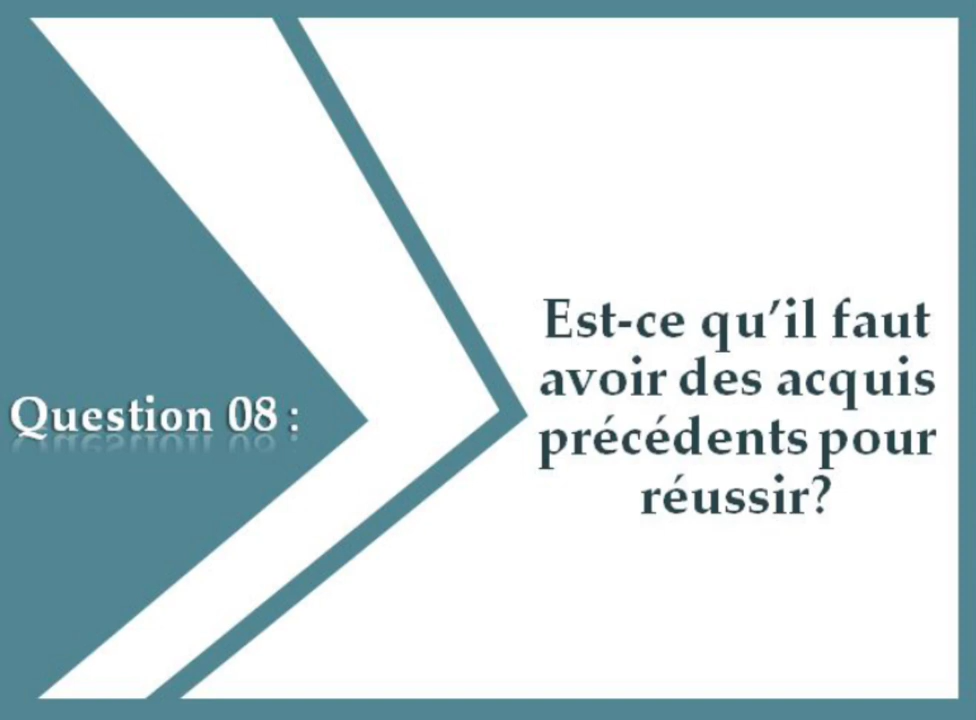 Question 08 :
Est-ce qu’il faut
avoir des acquis
précédents pour
réussir?